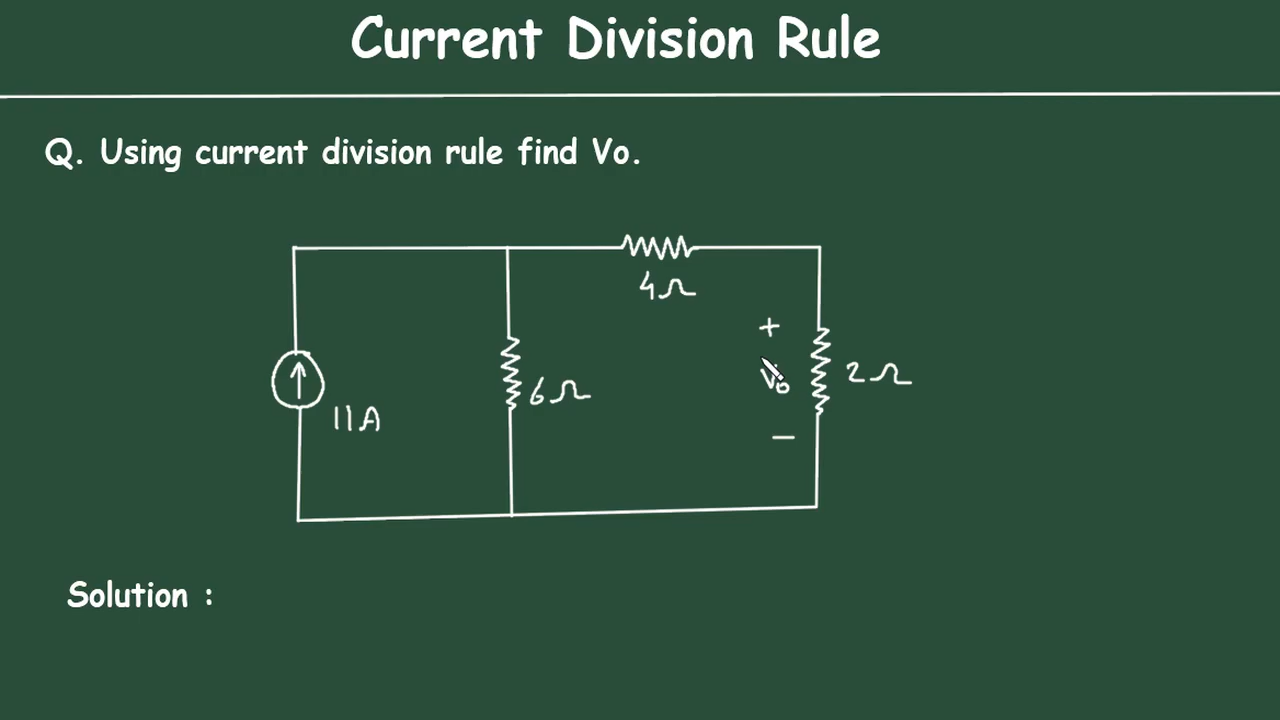 Current Division Rule
Q. Using current division rule find Vo.
4Ω
+
Vo
2Ω
6Ω
11A
−
Solution :